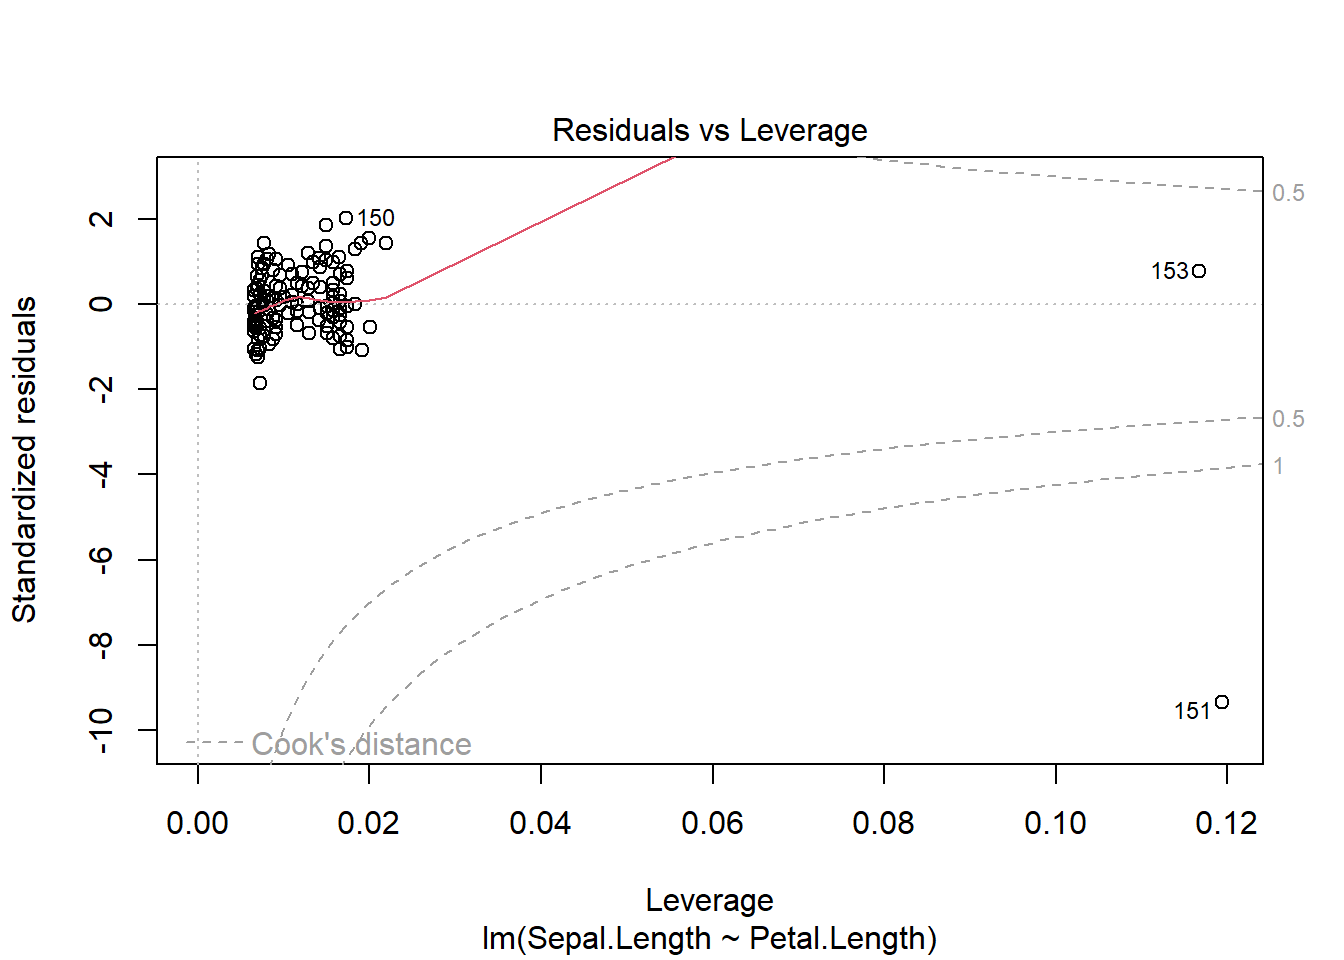 Residuals vs Leverage
Standardized residuals
2
0
-2
-4
-6
-8
-10
150
153
151
0.5
0.5
1
Cook's distance
0.00 0.02 0.04 0.06 0.08 0.10 0.12
Leverage
lm(Sepal.Length ~ Petal.Length)